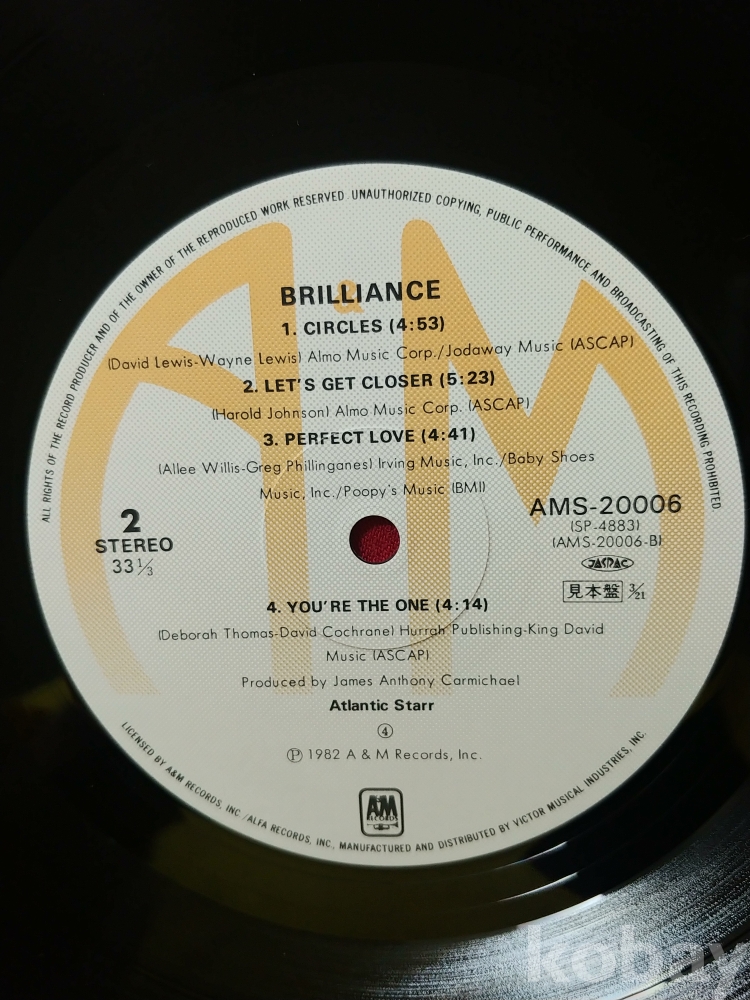 ALL RIGHTS OF THE RECORD PRODUCER AND OF THE OWNER OF THE REPRODUCED WORK RESERVED UNAUTHORIZED COPYING, PUBLIC PERFORMANCE AND BROADCASTING OF THIS RECORDING PROHIBITED
A&M
BRILLIANCE
1. CIRCLES (4:53)
(David Lewis-Wayne Lewis) Almo Music Corp./Jodaway Music (ASCAP)
2. LET'S GET CLOSER (5:23)
(Harold Johnson) Almo Music Corp. (ASCAP)
3. PERFECT LOVE (4:41)
(Allee Willis-Greg Phillinganes) Irving Music, Inc./Baby Shoes
Music, Inc./Poopy's Music (BMI)
2
STEREO
33 1/3
AMS-20006
(SP-4883)
(AMS-20006-B)
JASRAC
見本盤 3/21
4. YOU'RE THE ONE (4:14)
(Deborah Thomas-David Cochrane) Hurrah Publishing-King David
Music (ASCAP)
Produced by James Anthony Carmichael
Atlantic Starr
④
℗ 1982 A & M Records, Inc.
A&M
RECORDS
LICENSED BY A&M RECORDS, INC./ALFA RECORDS, INC., MANUFACTURED AND DISTRIBUTED BY VICTOR MUSICAL INDUSTRIES, INC.
kobay